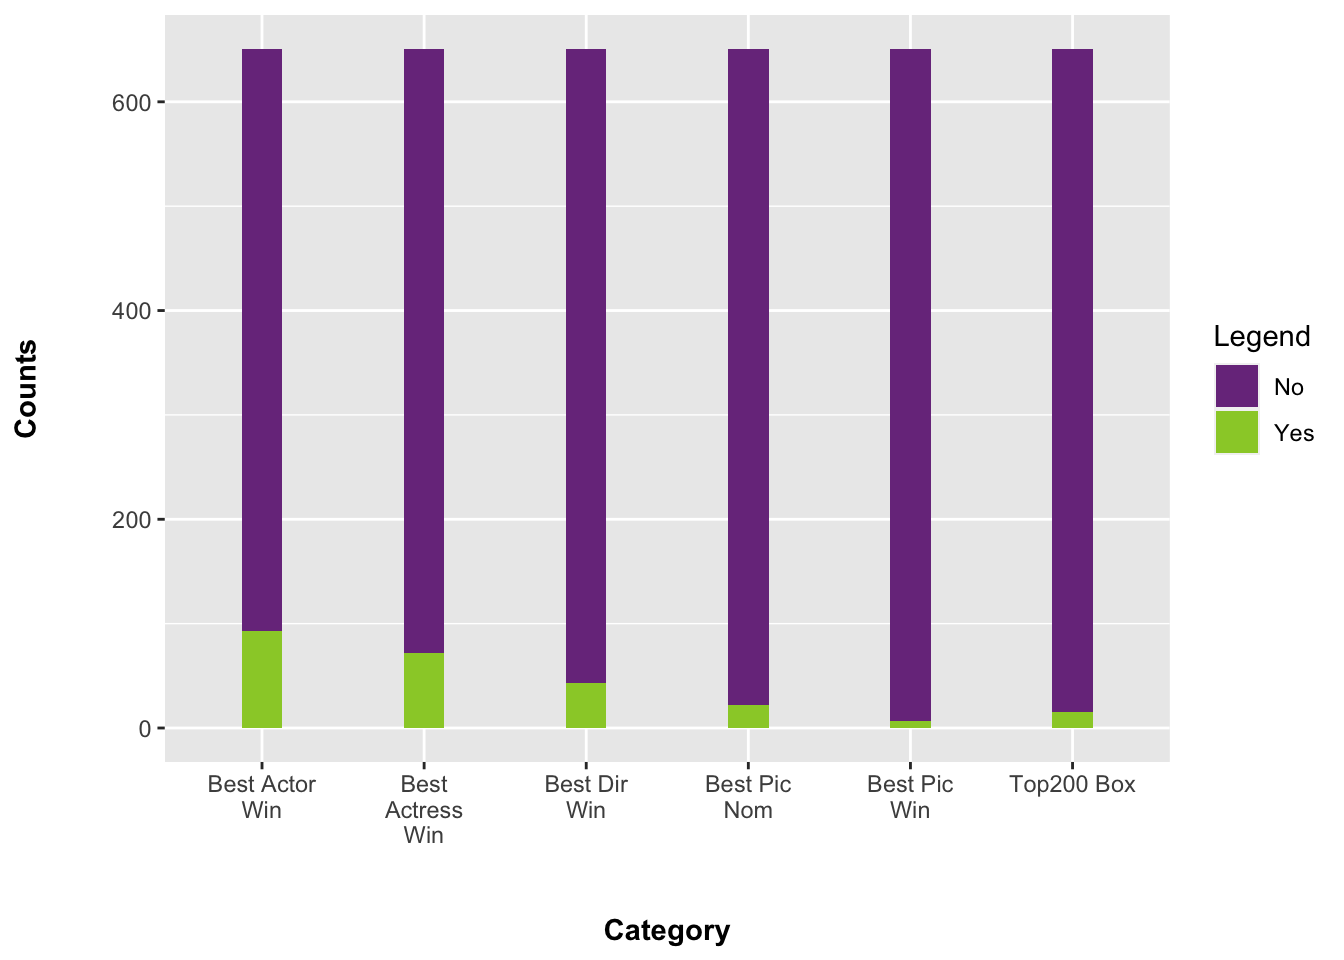 600
400
200
0
Counts
Best Actor
Win
Best
Actress
Win
Best Dir
Win
Best Pic
Nom
Best Pic
Win
Top200 Box
Category
Legend
No
Yes